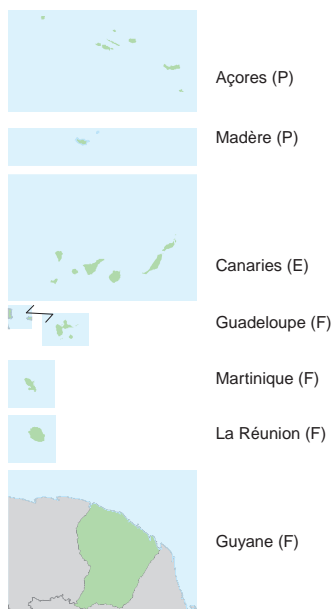 Açores (P)
Madère (P)
Canaries (E)
Guadeloupe (F)
Martinique (F)
La Réunion (F)
Guyane (F)